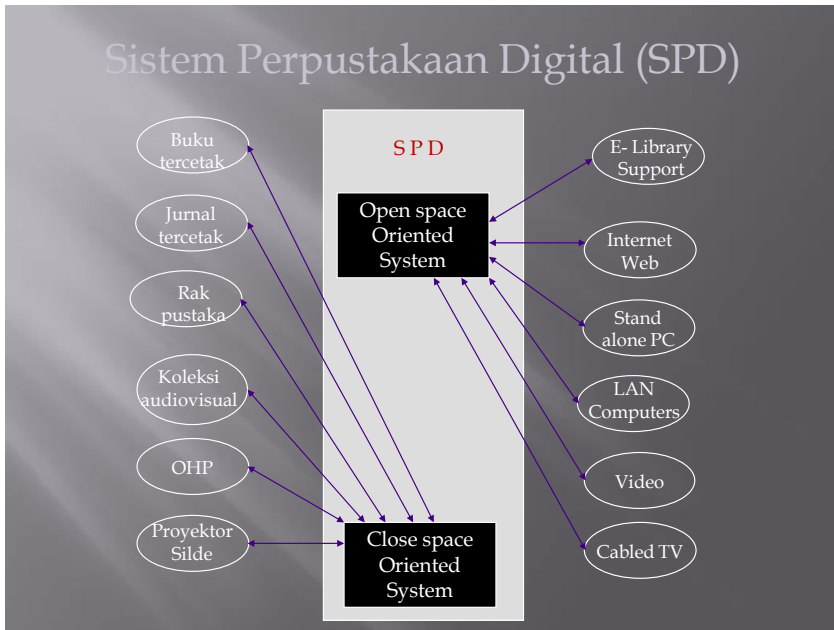 Sistem Perpustakaan Digital (SPD)
Buku
tercetak
Jurnal
tercetak
Rak
pustaka
Koleksi
audiovisual
OHP
Proyektor
Silde
S P D
Open space
Oriented
System
Close space
Oriented
System
E- Library
Support
Internet
Web
Stand
alone PC
LAN
Computers
Video
Cabled TV